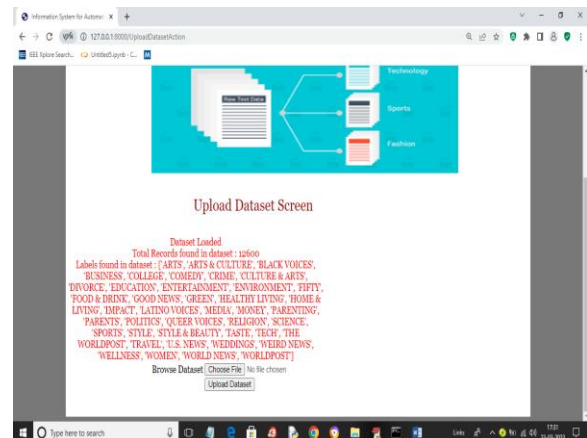 Information System for Automat
127.0.0.1:8000/UploadDatasetAction
IEEE Xplore Search...
Untitled5.ipynb - C...
Technology
Raw Text Data
Sports
Fashion
Upload Dataset Screen
Dataset Loaded
Total Records found in dataset : 12600
Labels found in dataset : ['ARTS', 'ARTS & CULTURE', 'BLACK VOICES',
'BUSINESS', 'COLLEGE', 'COMEDY', 'CRIME', 'CULTURE & ARTS',
'DIVORCE', 'EDUCATION', 'ENTERTAINMENT', 'ENVIRONMENT', 'FIFTY',
'FOOD & DRINK', 'GOOD NEWS', 'GREEN', 'HEALTHY LIVING', 'HOME &
LIVING', 'IMPACT', 'LATINO VOICES', 'MEDIA', 'MONEY', 'PARENTING',
'PARENTS', 'POLITICS', 'QUEER VOICES', 'RELIGION', 'SCIENCE',
'SPORTS', 'STYLE', 'STYLE & BEAUTY', 'TASTE', 'TECH', 'THE
WORLDPOST', 'TRAVEL', 'U.S. NEWS', 'WEDDINGS', 'WEIRD NEWS',
'WELLNESS', 'WOMEN', 'WORLD NEWS', 'WORLDPOST']
Browse Dataset Choose File No file chosen
Upload Dataset
Type here to search
Links